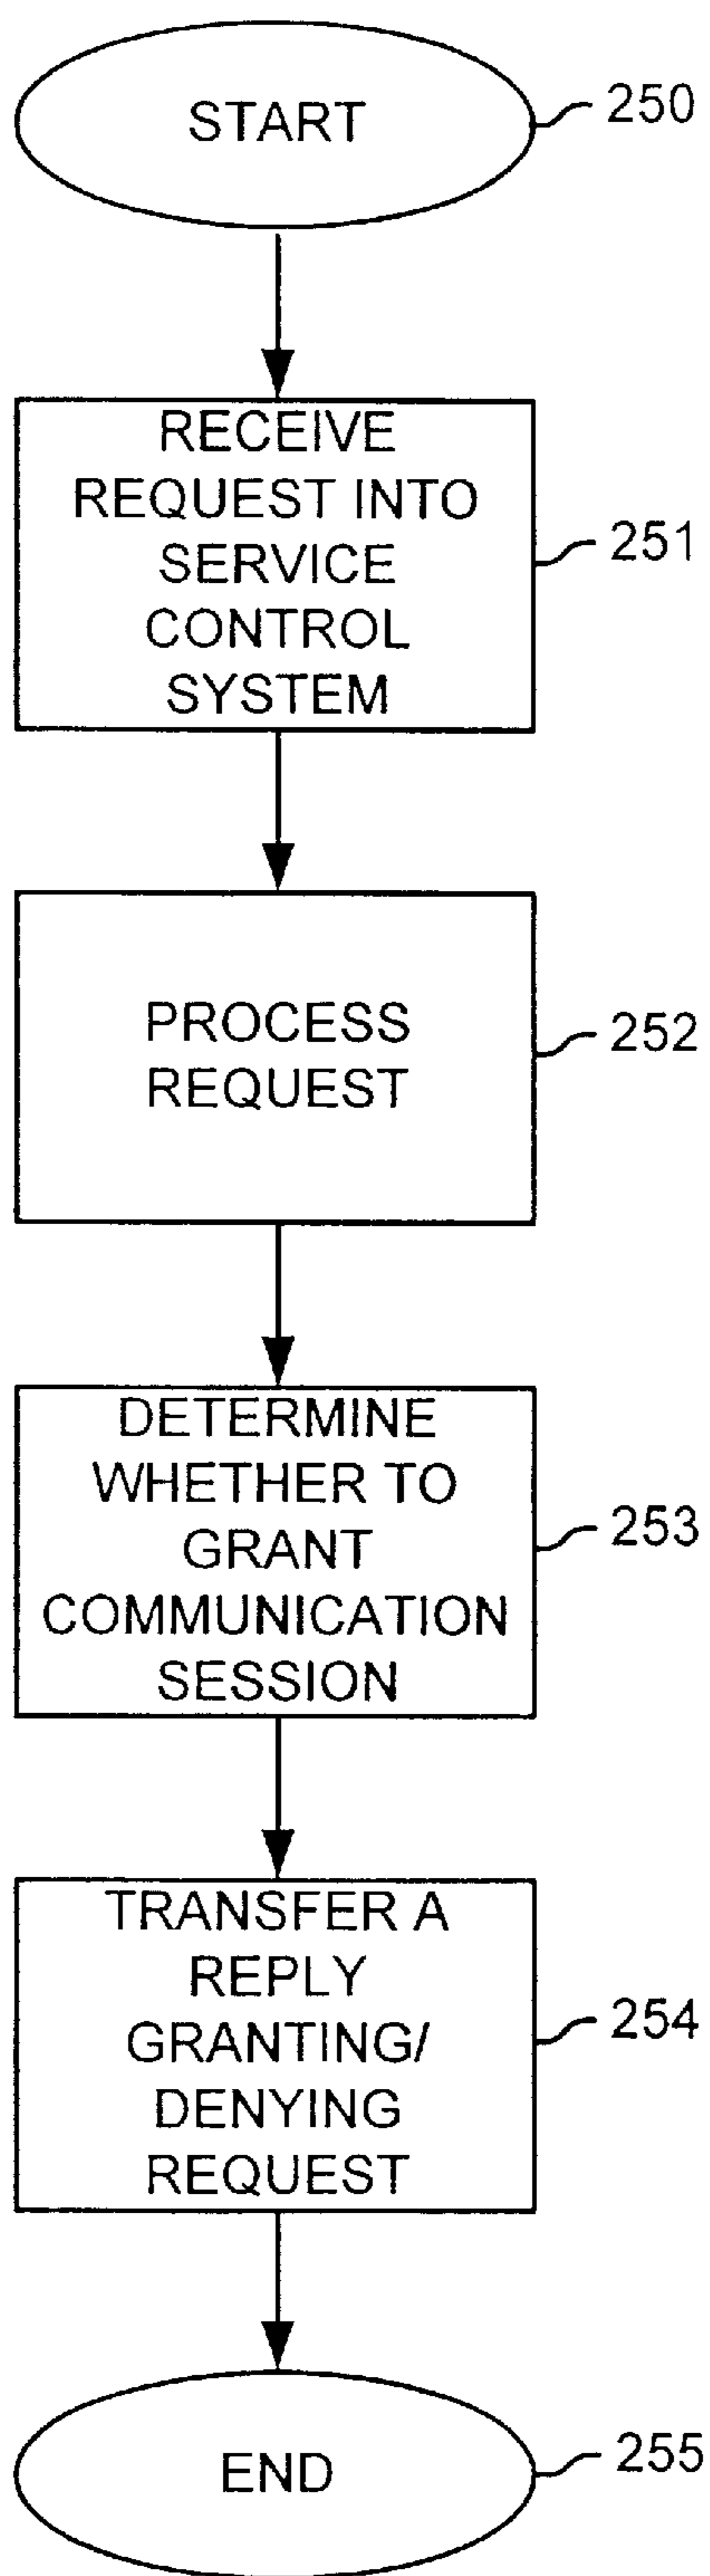 START
250
RECEIVE
REQUEST INTO
SERVICE
CONTROL
SYSTEM
251
PROCESS
REQUEST
252
DETERMINE
WHETHER TO
GRANT
COMMUNICATION
SESSION
253
TRANSFER A
REPLY
GRANTING/
DENYING
REQUEST
254
END
255